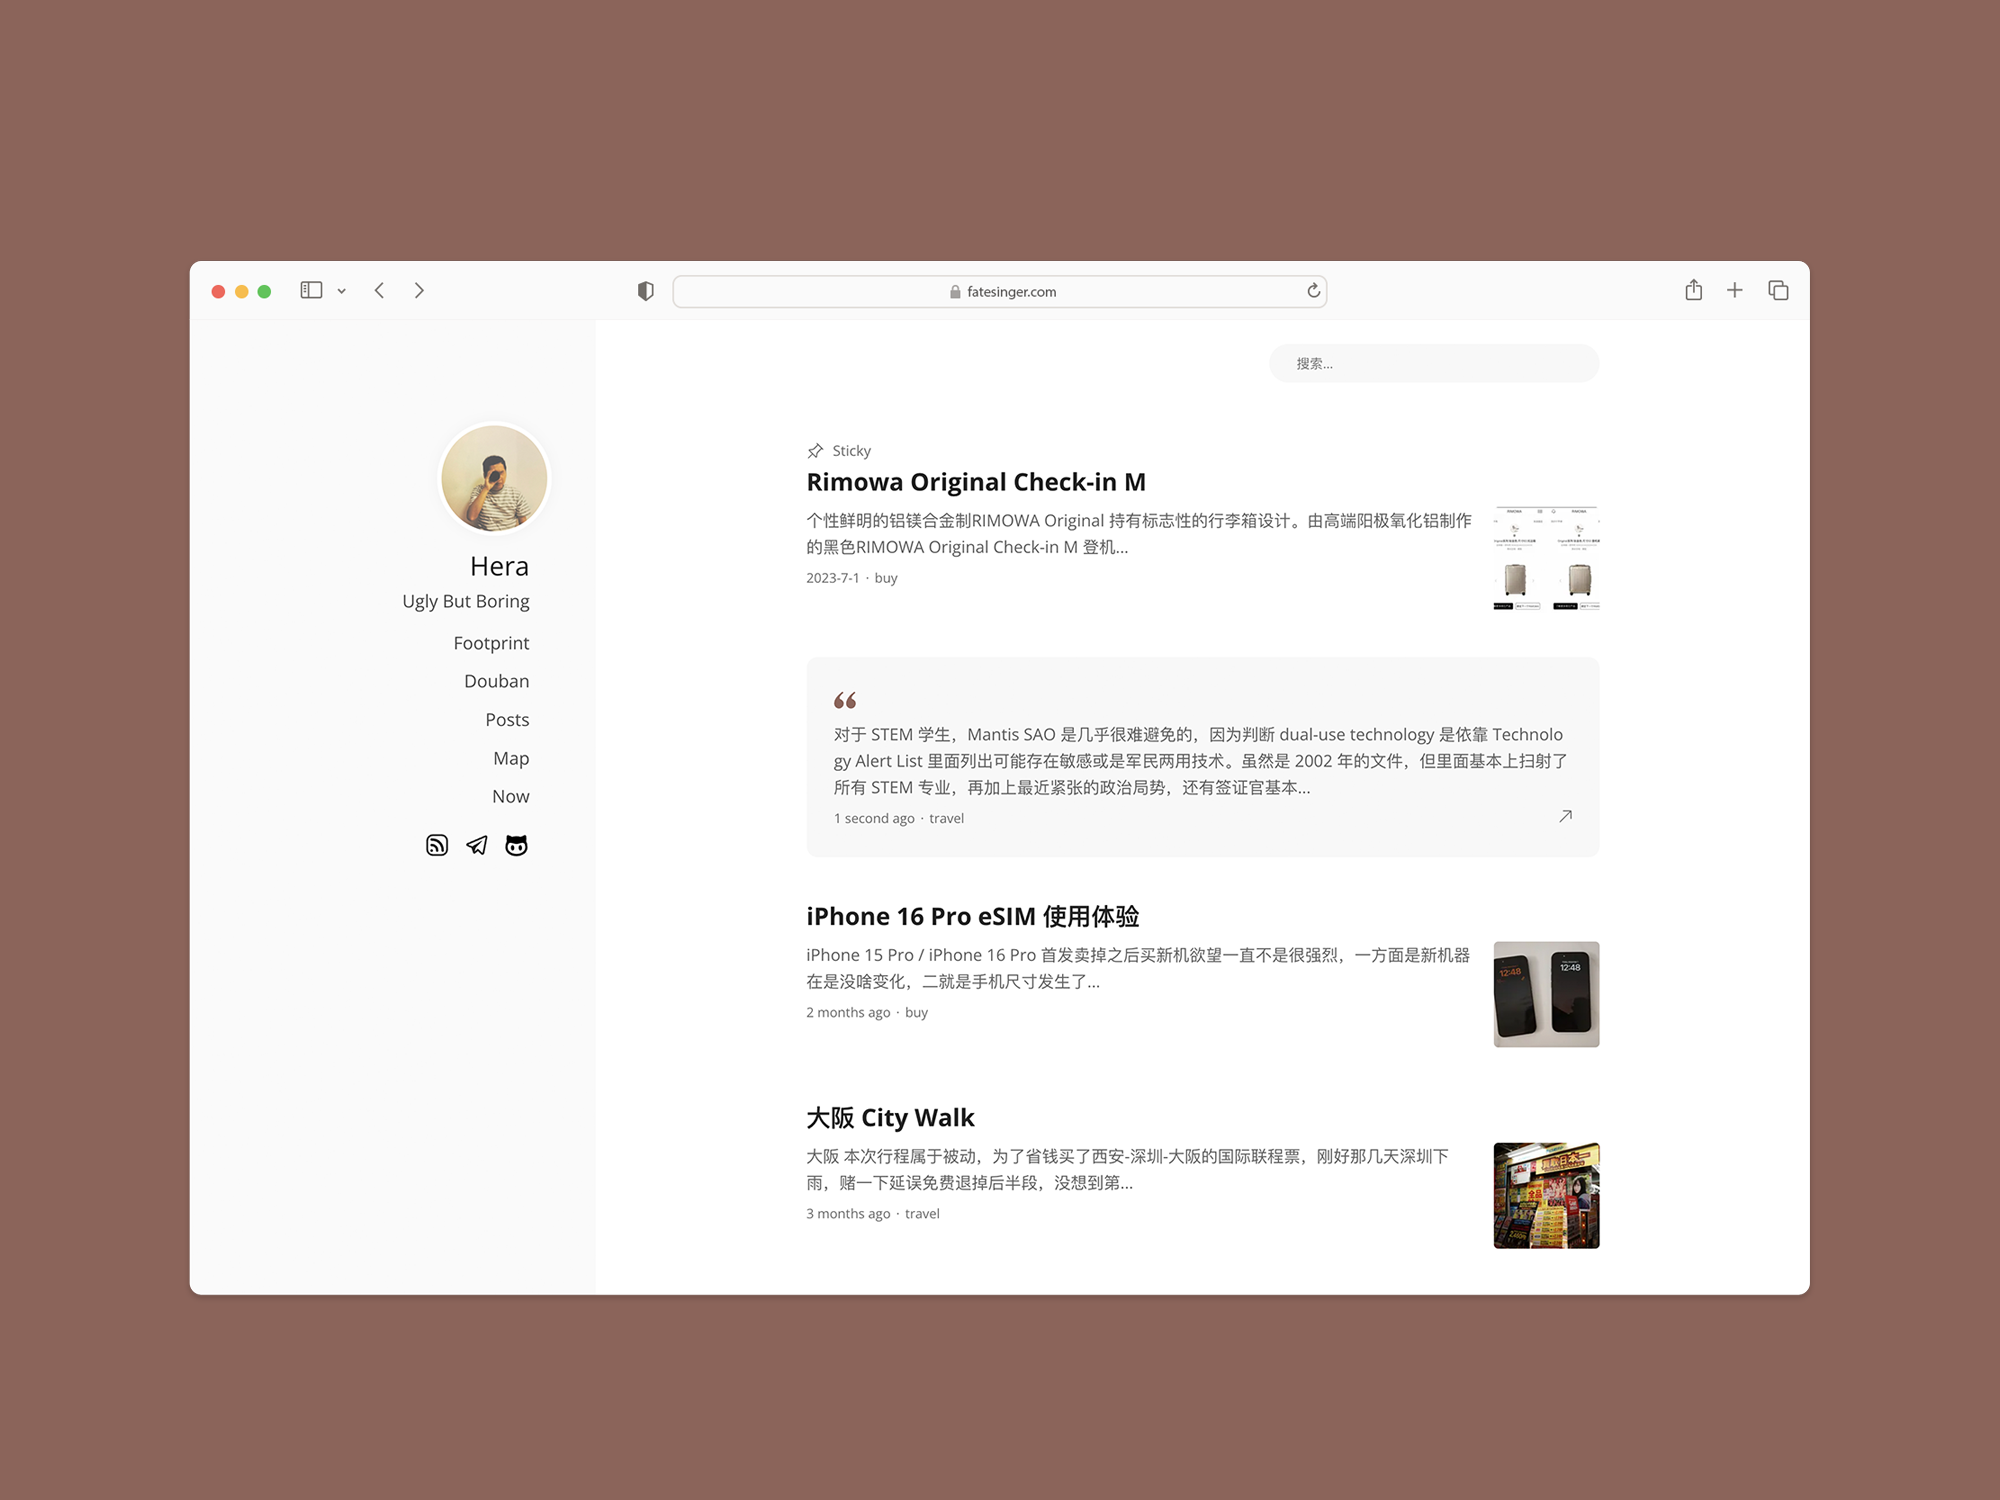 fatesinger.com
搜索...
Hera
Ugly But Boring
Footprint
Douban
Posts
Map
Now
Sticky
Rimowa Original Check-in M
个性鲜明的铝镁合金制RIMOWA Original 持有标志性的行李箱设计。由高端阳极氧化铝制作
的黑色RIMOWA Original Check-in M 登机...
2023-7-1 · buy
RIMOWA
RIMOWA
“
对于 STEM 学生，Mantis SAO 是几乎很难避免的，因为判断 dual-use technology 是依靠 Technolo
gy Alert List 里面列出可能存在敏感或是军民两用技术。虽然是 2002 年的文件，但里面基本上扫射了
所有 STEM 专业，再加上最近紧张的政治局势，还有签证官基本...
1 second ago · travel
iPhone 16 Pro eSIM 使用体验
iPhone 15 Pro / iPhone 16 Pro 首发卖掉之后买新机欲望一直不是很强烈，一方面是新机器
在是没啥变化，二就是手机尺寸发生了...
2 months ago · buy
12:48
12:48
大阪 City Walk
大阪 本次行程属于被动，为了省钱买了西安-深圳-大阪的国际联程票，刚好那几天深圳下
雨，赌一下延误免费退掉后半段，没想到第...
3 months ago · travel